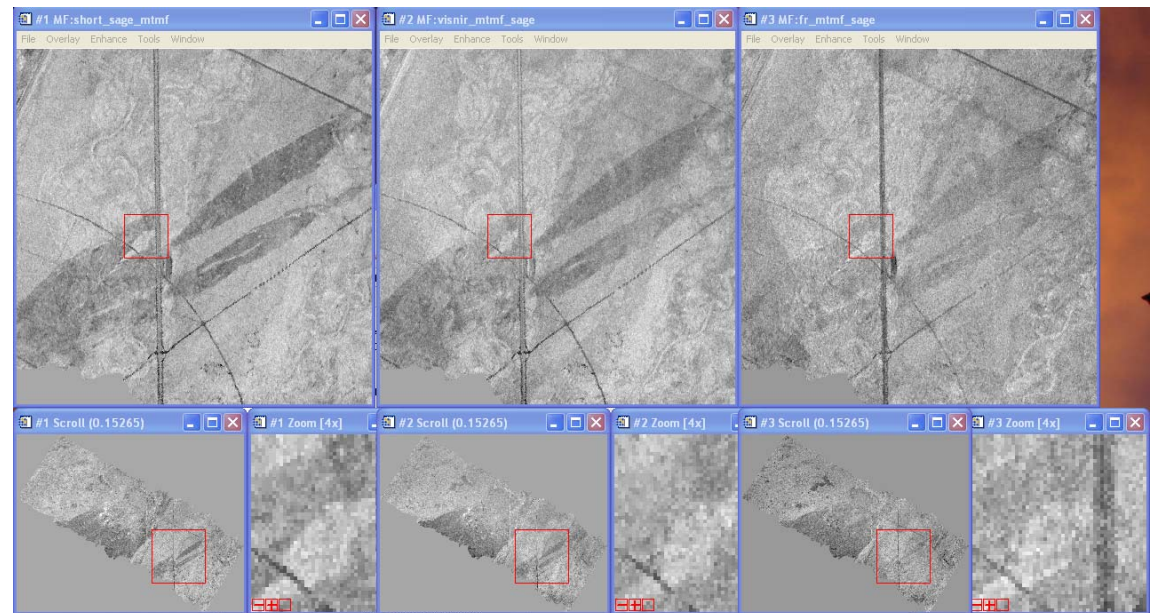 #1 MF:short_sage_mtmf
File Overlay Enhance Tools Window
#2 MF:visnir_mtmf_sage
File Overlay Enhance Tools Window
#3 MF:fr_mtmf_sage
File Overlay Enhance Tools Window
#1 Scroll (0.15265)
#1 Zoom [4x]
#2 Scroll (0.15265)
#2 Zoom [4x]
#3 Scroll (0.15265)
#3 Zoom [4x]